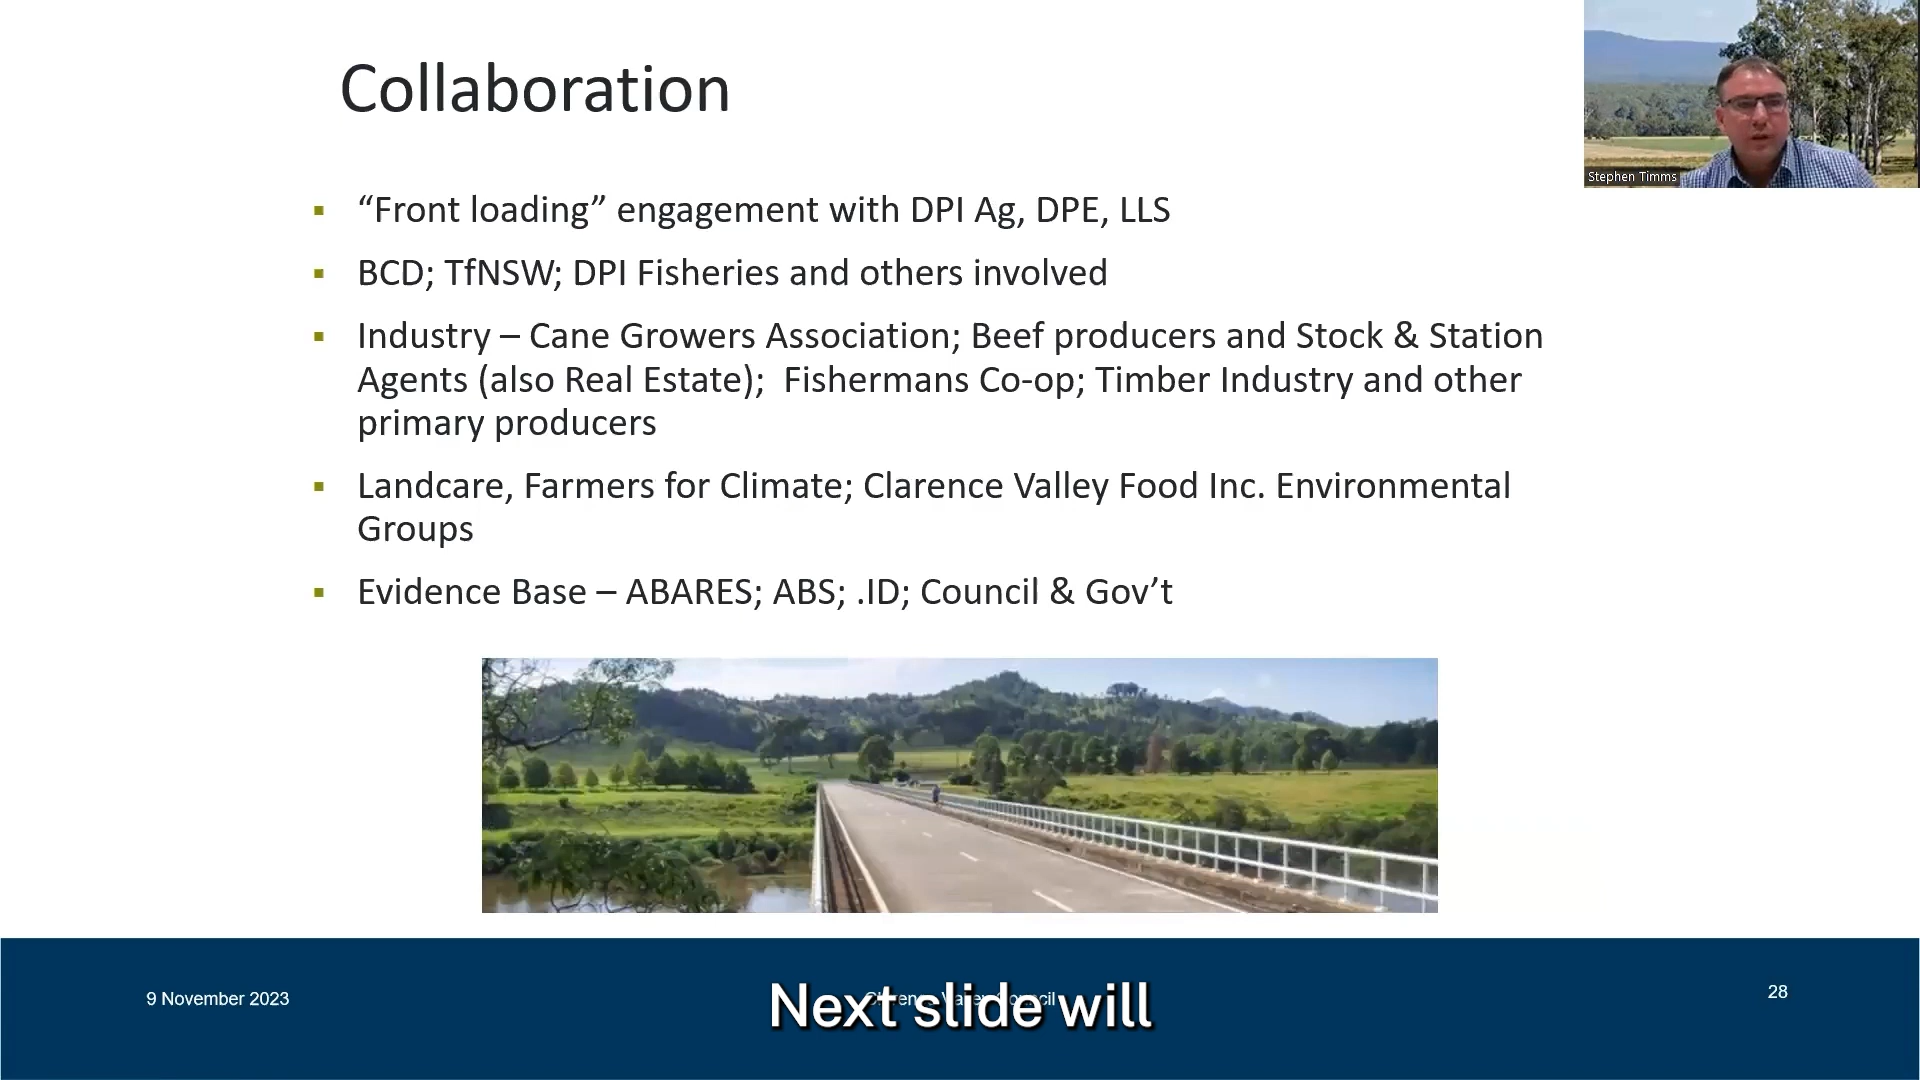 Collaboration
Stephen Timms
▪ “Front loading” engagement with DPI Ag, DPE, LLS
▪ BCD; TfNSW; DPI Fisheries and others involved
▪ Industry – Cane Growers Association; Beef producers and Stock & Station
Agents (also Real Estate);  Fishermans Co-op; Timber Industry and other
primary producers
▪ Landcare, Farmers for Climate; Clarence Valley Food Inc. Environmental
Groups
▪ Evidence Base – ABARES; ABS; .ID; Council & Gov’t
9 November 2023
Clarence Valley Council
Next slide will
28